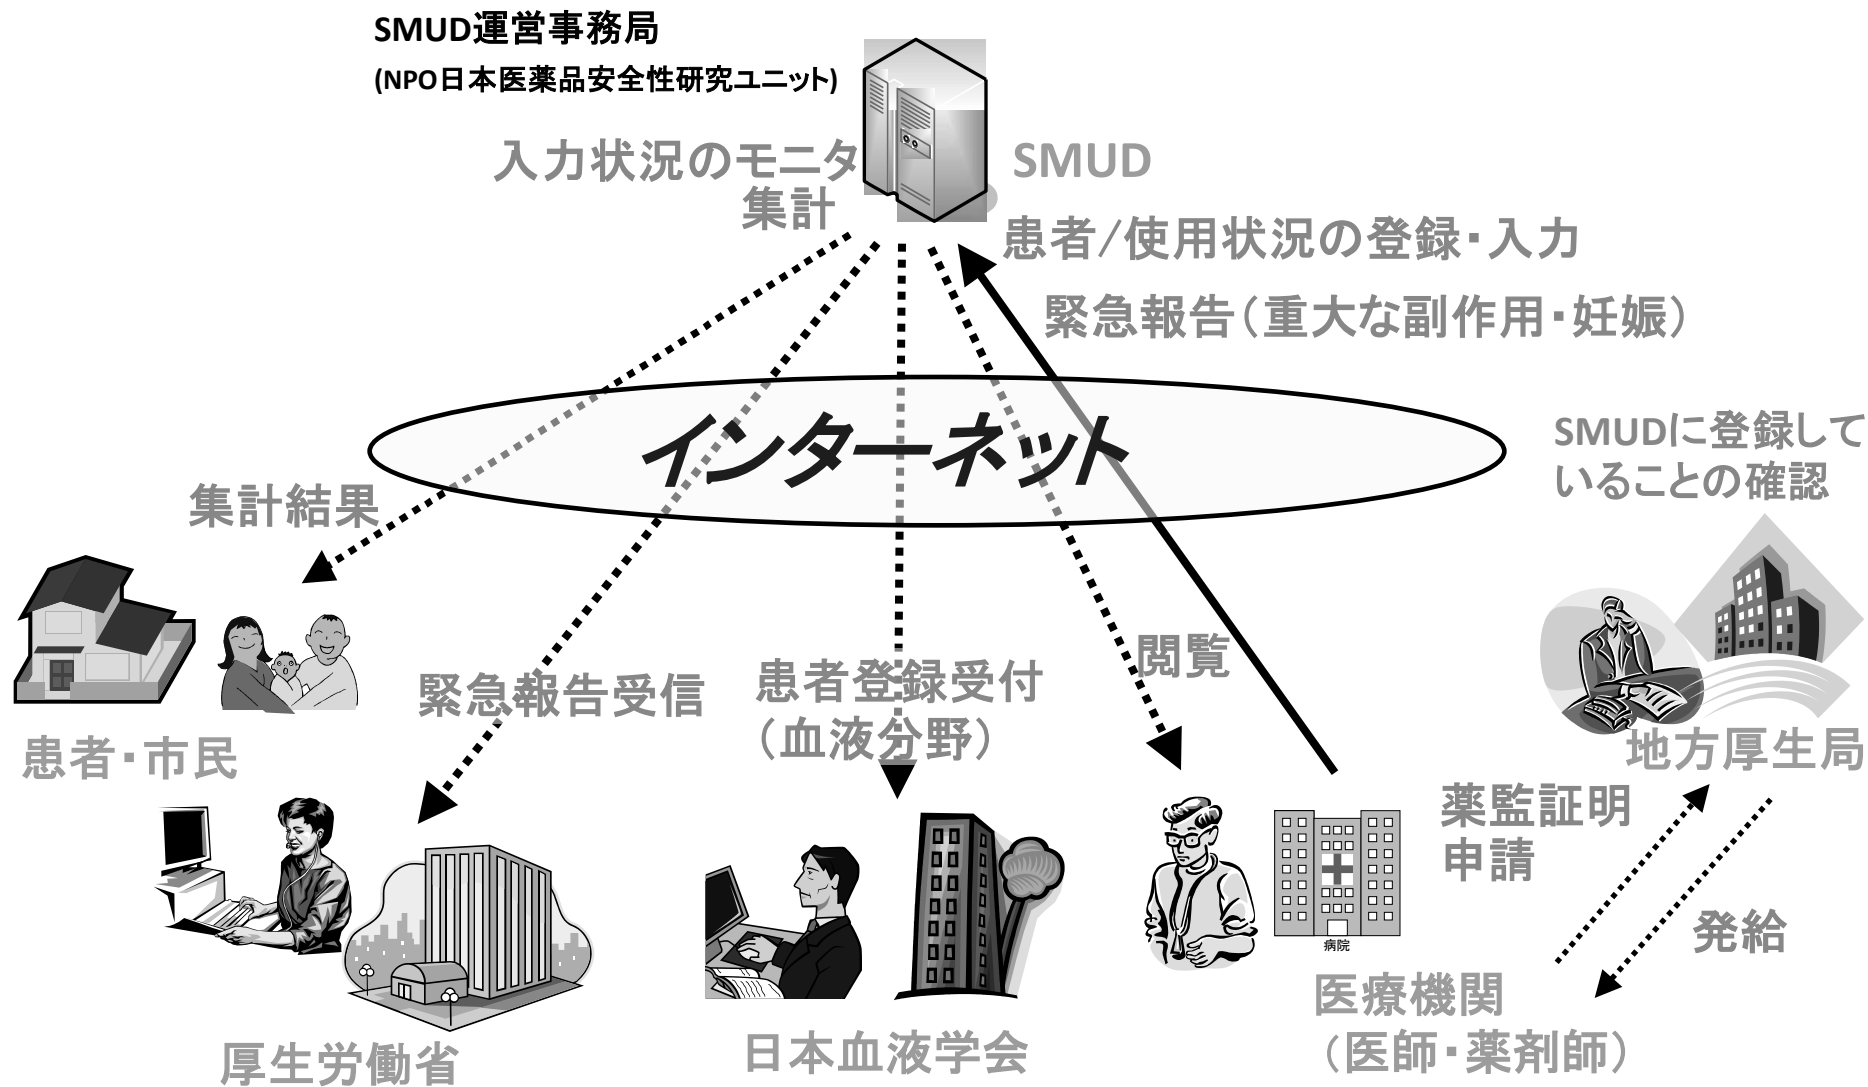 SMUD運営事務局
(NPO日本医薬品安全性研究ユニット)
入力状況のモニタ
集計
SMUD
患者/使用状況の登録・入力
緊急報告（重大な副作用・妊娠）
インターネット
SMUDに登録して
いることの確認
集計結果
閲覧
緊急報告受信
患者登録受付
（血液分野）
患者・市民
地方厚生局
薬監証明
申請
発給
病院
医療機関
（医師・薬剤師）
厚生労働省
日本血液学会